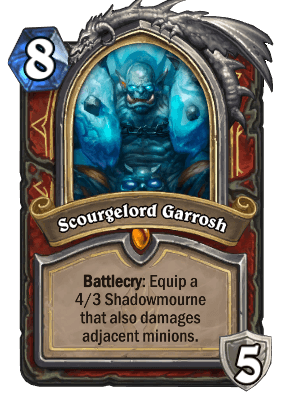 8
Scourgelord Garrosh
Battlecry: Equip a
4/3 Shadowmourne
that also damages
adjacent minions.
5